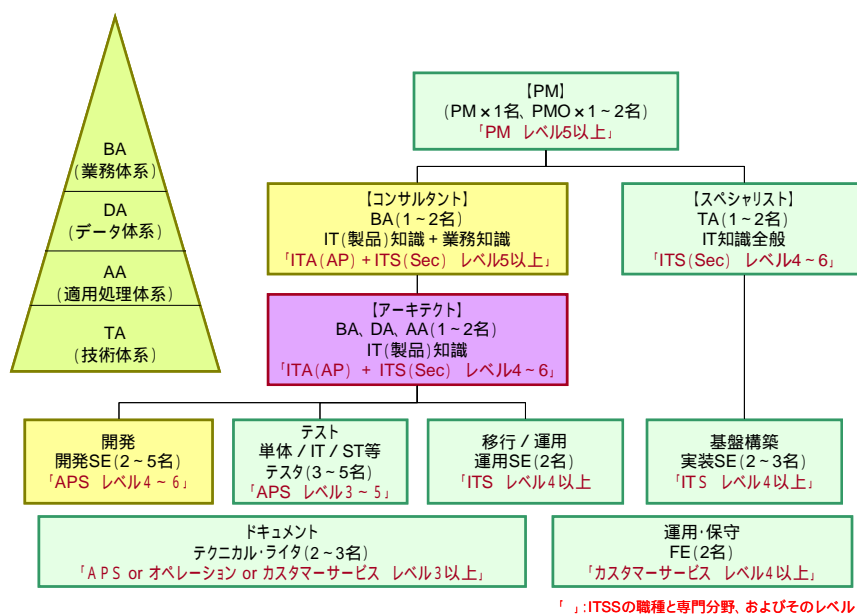 BA
(業務体系)
DA
(データ体系)
AA
(適用処理体系)
TA
(技術体系)
【PM】
(PM×1名、PMO×1～2名)
「PM レベル5以上」
【コンサルタント】
BA(1～2名)
IT(製品)知識+業務知識
「ITA(AP)+ITS(Sec) レベル5以上」
【スペシャリスト】
TA(1～2名)
IT知識全般
「ITS(Sec) レベル4～6」
【アーキテクト】
BA、DA、AA(1～2名)
IT(製品)知識
「ITA(AP) + ITS(Sec) レベル4～6」
開発
開発SE(2～5名)
「APS レベル4～6」
テスト
単体/IT/ST等
テスタ(3～5名)
「APS レベル3～5」
移行/運用
運用SE(2名)
「ITS レベル4以上
基盤構築
実装SE(2～3名)
「ITS レベル4以上」
ドキュメント
テクニカル・ライタ(2～3名)
「APS or オペレーション or カスタマーサービス レベル3以上」
運用・保守
FE(2名)
「カスタマーサービス レベル4以上」
「 」:ITSSの職種と専門分野、およびそのレベル